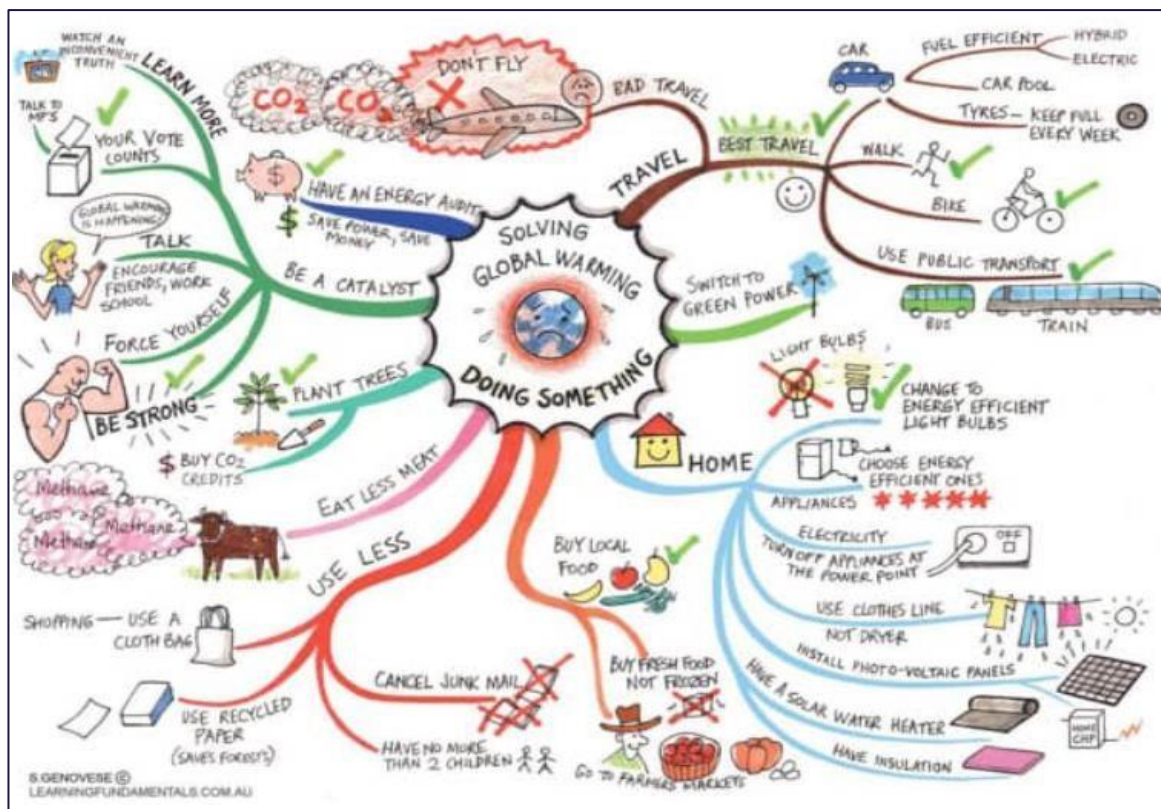 SOLVING
GLOBAL WARMING
DOING SOMETHING
TRAVEL
BAD TRAVEL
DON'T FLY
CO2
CO2
BEST TRAVEL
CAR
FUEL EFFICIENT
HYBRID
ELECTRIC
CAR POOL
TYRES — KEEP FULL
EVERY WEEK
WALK
BIKE
USE PUBLIC TRANSPORT
BUS
TRAIN
SWITCH TO
GREEN POWER
HOME
LIGHT BULBS
CHANGE TO
ENERGY EFFICIENT
LIGHT BULBS
APPLIANCES
CHOOSE ENERGY
EFFICIENT ONES
ELECTRICITY
TURN OFF APPLIANCES AT
THE POWER POINT
OFF
USE CLOTHES LINE
NOT DRYER
INSTALL PHOTO-VOLTAIC PANELS
HOME
CHP
HAVE A SOLAR WATER HEATER
HAVE INSULATION
BUY LOCAL
FOOD
BUY FRESH FOOD
NOT FROZEN
GO TO FARMERS MARKETS
USE LESS
SHOPPING — USE A
CLOTH BAG
USE RECYCLED
PAPER
(SAVES FORESTS)
CANCEL JUNK MAIL
HAVE NO MORE
THAN 2 CHILDREN
EAT LESS MEAT
Methane
Methane
Methane
PLANT TREES
$ BUY CO2
CREDITS
BE A CATALYST
LEARN MORE
WATCH AN
INCONVENIENT
TRUTH
TALK TO
MP'S
YOUR VOTE
COUNTS
GLOBAL WARMING
IS HAPPENING!
TALK
ENCOURAGE
FRIENDS, WORK
SCHOOL
FORCE YOURSELF
BE STRONG
HAVE AN ENERGY AUDIT
$ SAVE POWER, SAVE
MONEY
S.GENOVESE ©
LEARNINGFUNDAMENTALS.COM.AU